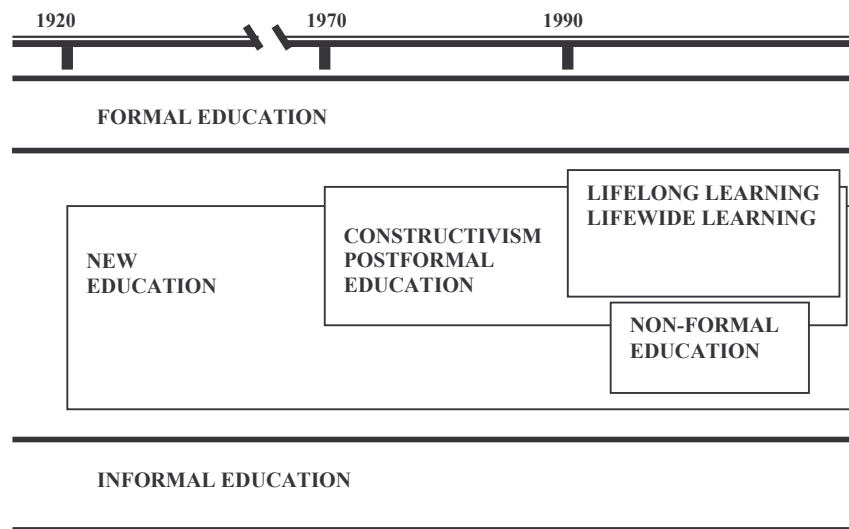 1920 1970 1990
FORMAL EDUCATION
LIFELONG LEARNING
LIFEWIDE LEARNING
CONSTRUCTIVISM
POSTFORMAL
EDUCATION
NEW
EDUCATION
NON-FORMAL
EDUCATION
INFORMAL EDUCATION